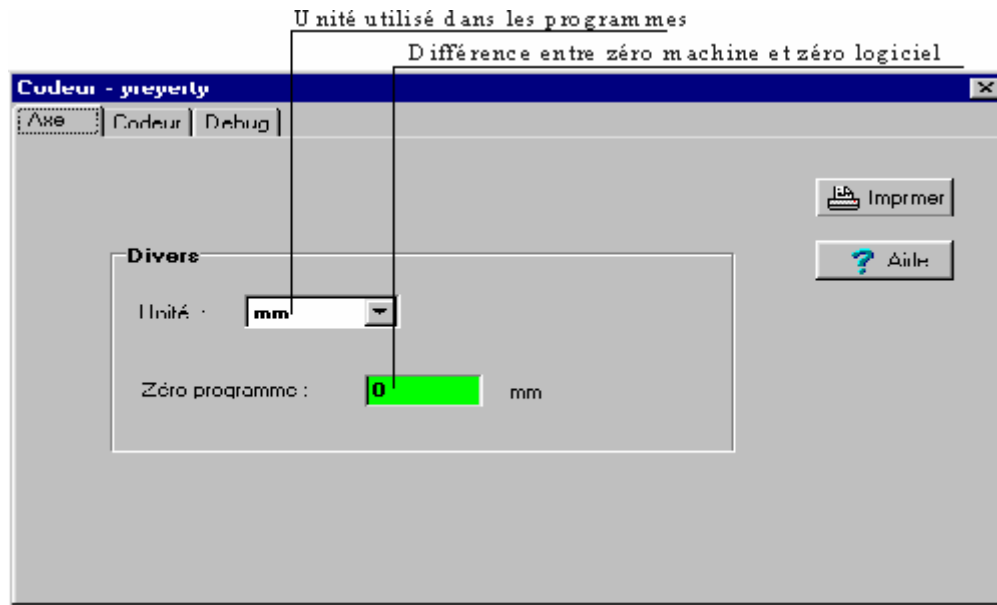 Unité utilisé dans les programmes
Différence entre zéro machine et zéro logiciel
Codeur - property
Axe Codeur Debug
Imprimer
Divers
Aide
Unité : mm
Zéro programme : 0 mm